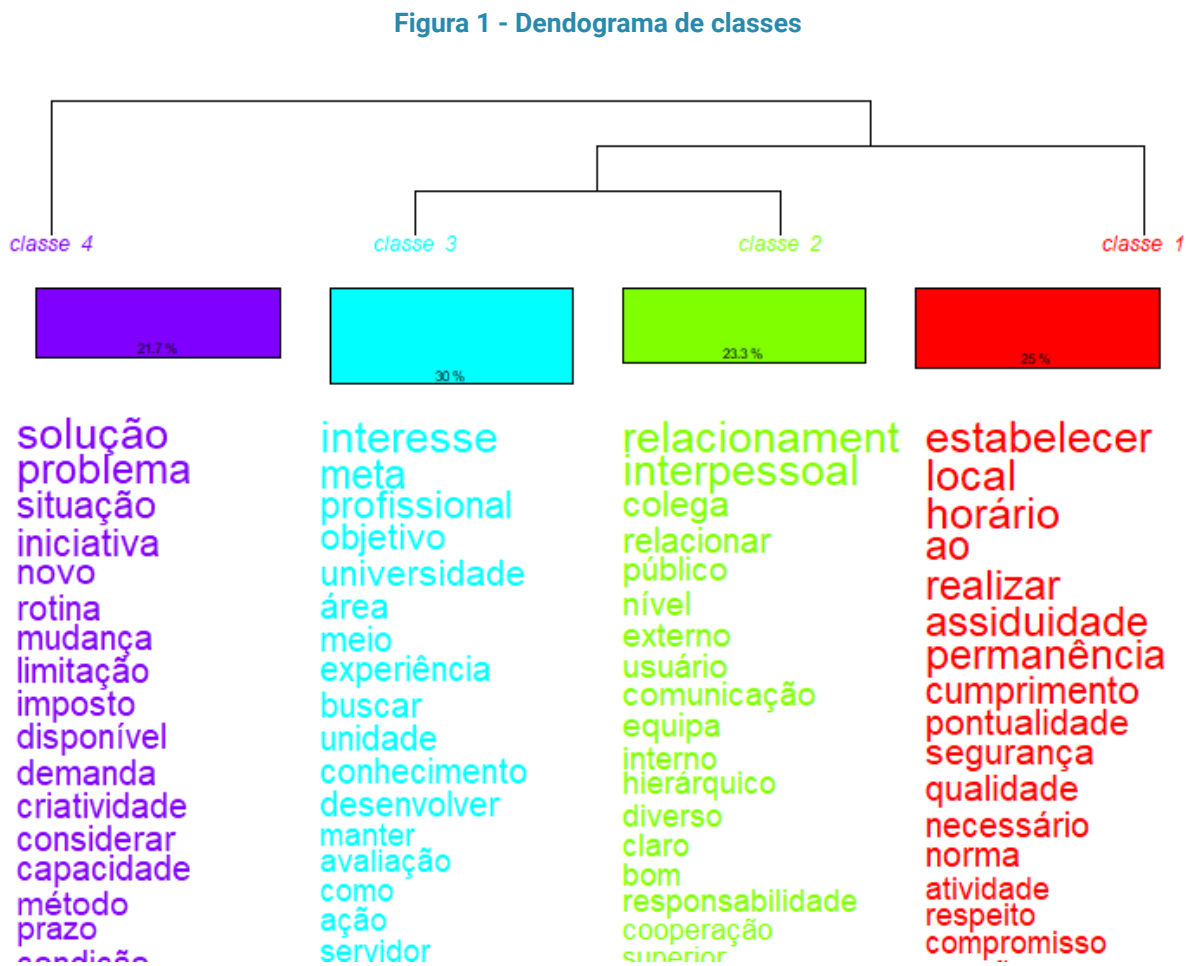 Figura 1 - Dendograma de classes
classe 4
classe 3
classe 2
classe 1
21.7 %
30 %
23.3 %
25 %
solução
problema
situação
iniciativa
novo
rotina
mudança
limitação
imposto
disponível
demanda
criatividade
considerar
capacidade
método
prazo
condição
interesse
meta
profissional
objetivo
universidade
área
meio
experiência
buscar
unidade
conhecimento
desenvolver
manter
avaliação
como
ação
servidor
relacionament
interpessoal
colega
relacionar
público
nível
externo
usuário
comunicação
equipa
interno
hierárquico
diverso
claro
bom
responsabilidade
cooperação
superior
estabelecer
local
horário
ao
realizar
assiduidade
permanência
cumprimento
pontualidade
segurança
qualidade
necessário
norma
atividade
respeito
compromisso